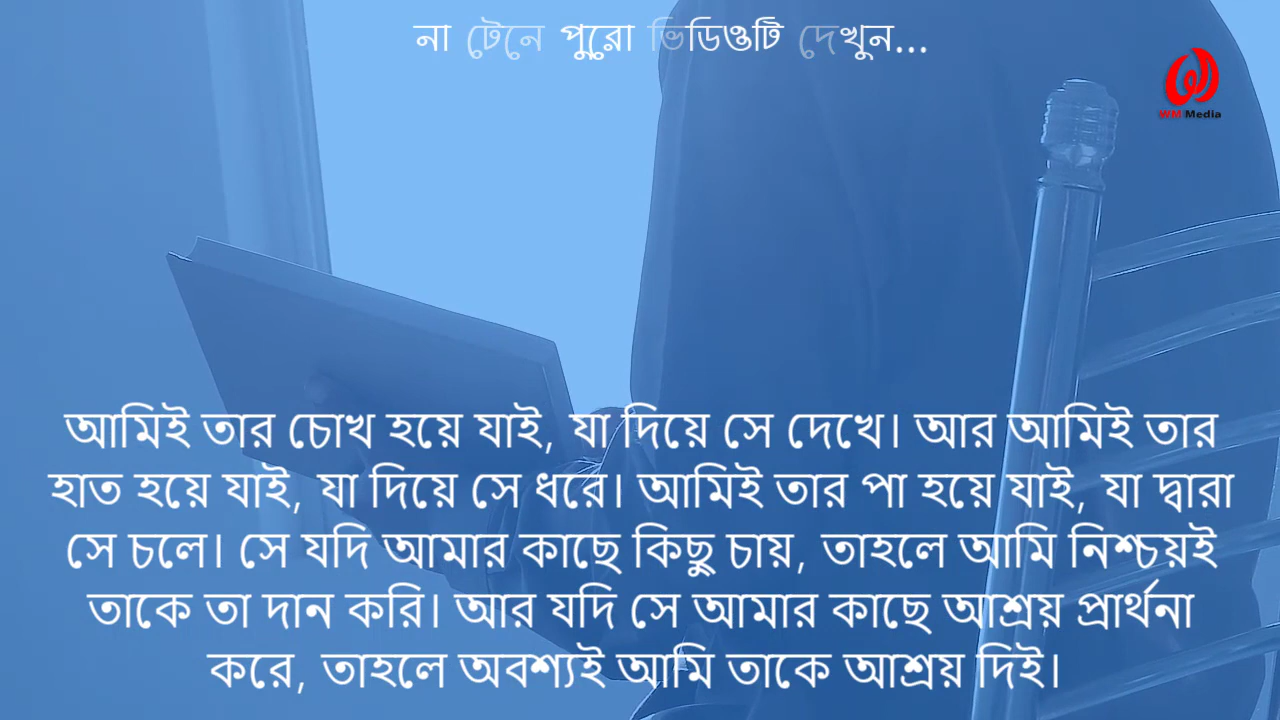 না টেনে পুরো ভিডিওটি দেখুন...
WM Media
আমিই তার চোখ হয়ে যাই, যা দিয়ে সে দেখে। আর আমিই তার
হাত হয়ে যাই, যা দিয়ে সে ধরে। আমিই তার পা হয়ে যাই, যা দ্বারা
সে চলে। সে যদি আমার কাছে কিছু চায়, তাহলে আমি নিশ্চয়ই
তাকে তা দান করি। আর যদি সে আমার কাছে আশ্রয় প্রার্থনা
করে, তাহলে অবশ্যই আমি তাকে আশ্রয় দিই।